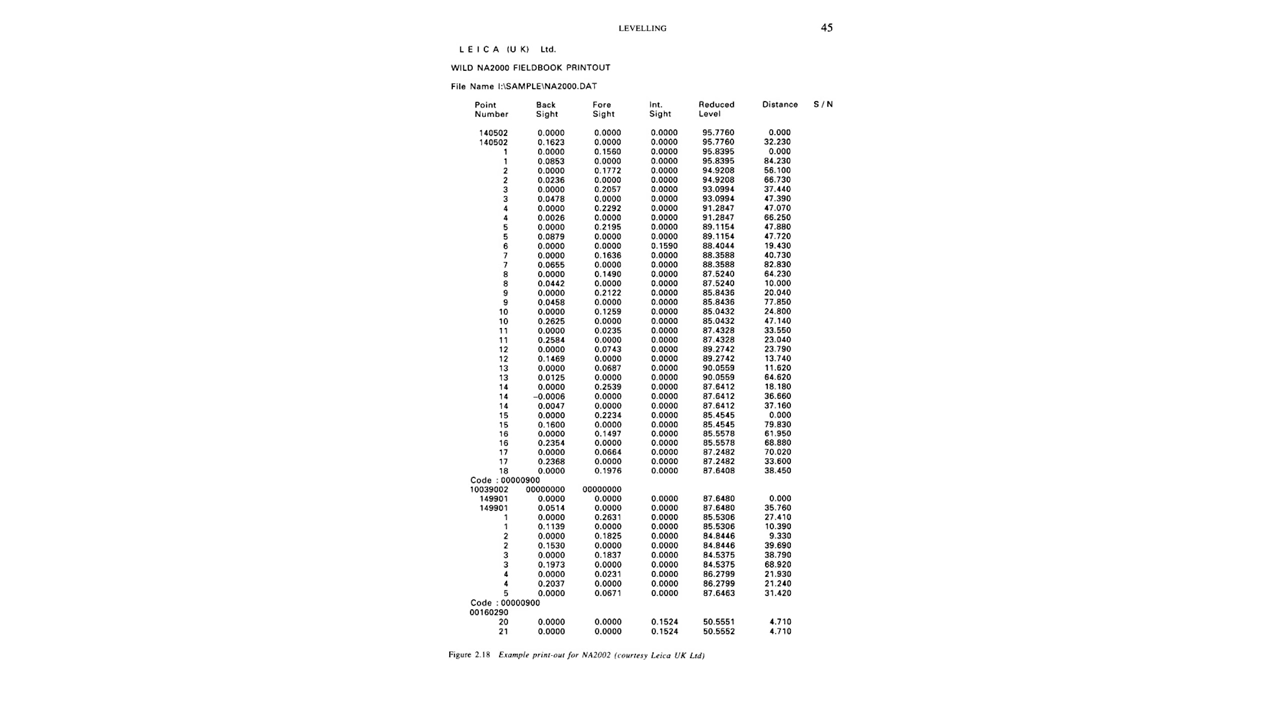 LEVELLING 45
LEICA (UK) Ltd.
WILD NA2000 FIELDBOOK PRINTOUT
File Name I:\SAMPLE\NA2000.DAT
Point Back Fore Int. Reduced Distance S / N
Number Sight Sight Sight Level
140502 0.0000 0.0000 0.0000 95.7760 0.000
140502 0.1623 0.0000 0.0000 95.7760 32.230
1 0.0000 0.1560 0.0000 95.8395 0.000
1 0.0853 0.0000 0.0000 95.8395 84.230
2 0.0000 0.1772 0.0000 94.9208 56.100
2 0.0236 0.0000 0.0000 94.9208 66.730
3 0.0000 0.2057 0.0000 93.0994 37.440
3 0.0478 0.0000 0.0000 93.0994 47.390
4 0.0000 0.2292 0.0000 91.2847 47.070
4 0.0026 0.0000 0.0000 91.2847 66.250
5 0.0000 0.2195 0.0000 89.1154 47.880
5 0.0879 0.0000 0.0000 89.1154 47.720
6 0.0000 0.0000 0.1590 88.4044 19.430
7 0.0000 0.1636 0.0000 88.3588 40.730
7 0.0655 0.0000 0.0000 88.3588 82.830
8 0.0000 0.1490 0.0000 87.5240 64.230
8 0.0442 0.0000 0.0000 87.5240 10.000
9 0.0000 0.2122 0.0000 85.8436 20.040
9 0.0458 0.0000 0.0000 85.8436 77.850
10 0.0000 0.1259 0.0000 85.0432 24.800
10 0.2625 0.0000 0.0000 85.0432 47.140
11 0.0000 0.0235 0.0000 87.4328 33.550
11 0.2584 0.0000 0.0000 87.4328 23.040
12 0.0000 0.0743 0.0000 89.2742 23.790
12 0.1469 0.0000 0.0000 89.2742 13.740
13 0.0000 0.0687 0.0000 90.0559 11.620
13 0.0125 0.0000 0.0000 90.0559 64.620
14 0.0000 0.2539 0.0000 87.6412 18.180
14 −0.0006 0.0000 0.0000 87.6412 36.660
14 0.0047 0.0000 0.0000 87.6412 37.160
15 0.0000 0.2234 0.0000 85.4545 0.000
15 0.1600 0.0000 0.0000 85.4545 79.830
16 0.0000 0.1497 0.0000 85.5578 61.950
16 0.2354 0.0000 0.0000 85.5578 68.880
17 0.0000 0.0664 0.0000 87.2482 70.020
17 0.2368 0.0000 0.0000 87.2482 33.600
18 0.0000 0.1976 0.0000 87.6408 38.450
Code : 00000900
10039002 00000000 00000000
149901 0.0000 0.0000 0.0000 87.6480 0.000
149901 0.0514 0.0000 0.0000 87.6480 35.760
1 0.0000 0.2631 0.0000 85.5306 27.410
1 0.1139 0.0000 0.0000 85.5306 10.390
2 0.0000 0.1825 0.0000 84.8446 9.330
2 0.1530 0.0000 0.0000 84.8446 39.690
3 0.0000 0.1837 0.0000 84.5375 38.790
3 0.1973 0.0000 0.0000 84.5375 68.920
4 0.0000 0.0231 0.0000 86.2799 21.930
4 0.2037 0.0000 0.0000 86.2799 21.240
5 0.0000 0.0671 0.0000 87.6463 31.420
Code : 00000900
00160290
20 0.0000 0.0000 0.1524 50.5551 4.710
21 0.0000 0.0000 0.1524 50.5552 4.710
Figure 2.18 Example print-out for NA2002 (courtesy Leica UK Ltd)